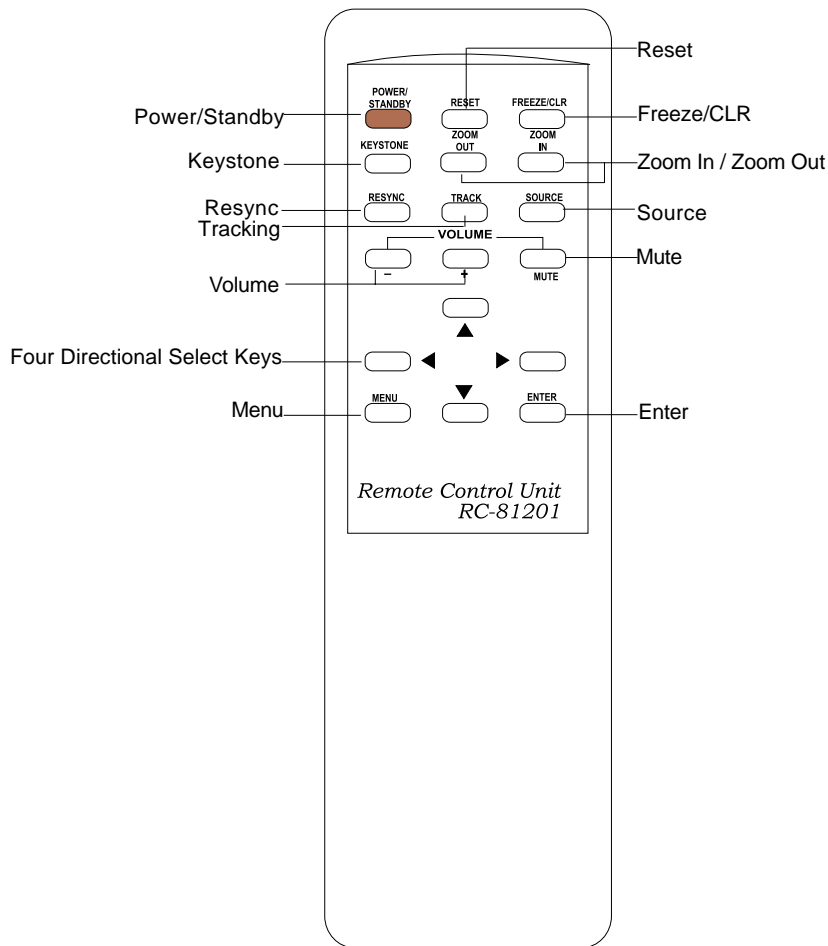 Reset
POWER/
STANDBY
RESET
FREEZE/CLR
Power/Standby
Freeze/CLR
KEYSTONE
ZOOM
OUT
ZOOM
IN
Keystone
Zoom In / Zoom Out
RESYNC
TRACK
SOURCE
Resync
Source
Tracking
VOLUME
Mute
–
+
MUTE
Volume
Four Directional Select Keys
MENU
ENTER
Menu
Enter
Remote Control Unit
RC-81201